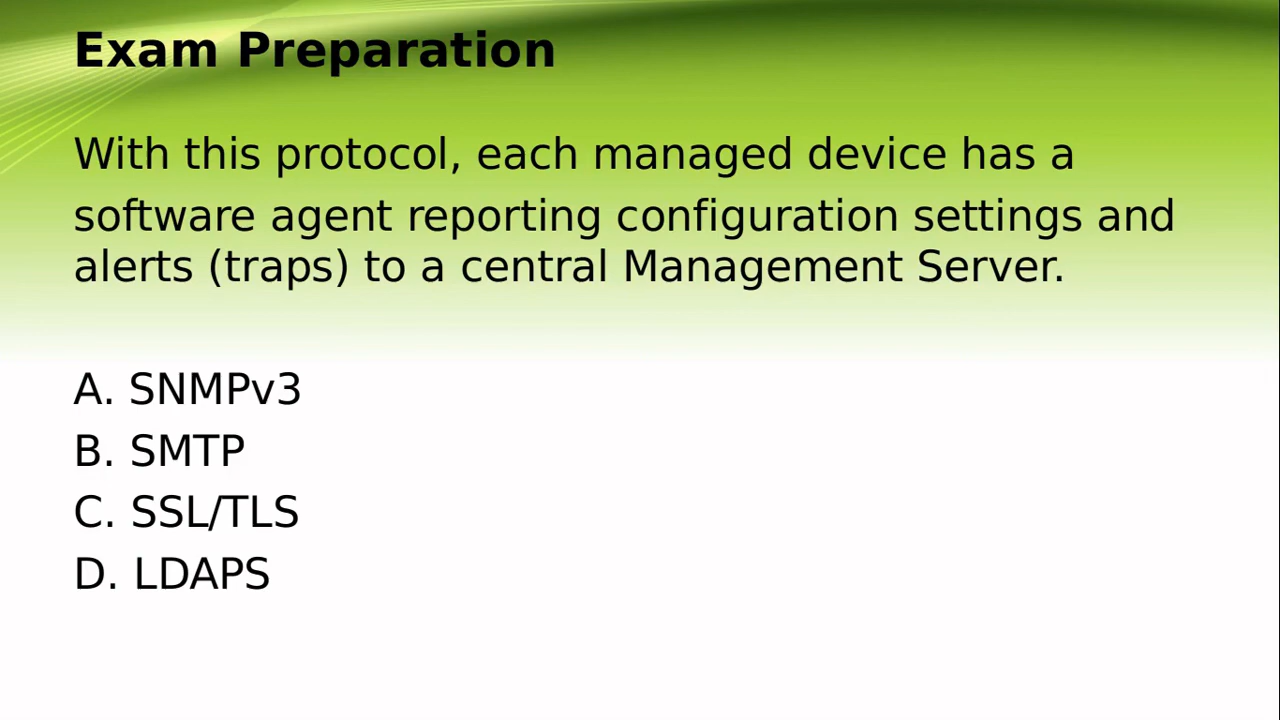 Exam Preparation
With this protocol, each managed device has a
software agent reporting configuration settings and
alerts (traps) to a central Management Server.
A. SNMPv3
B. SMTP
C. SSL/TLS
D. LDAPS